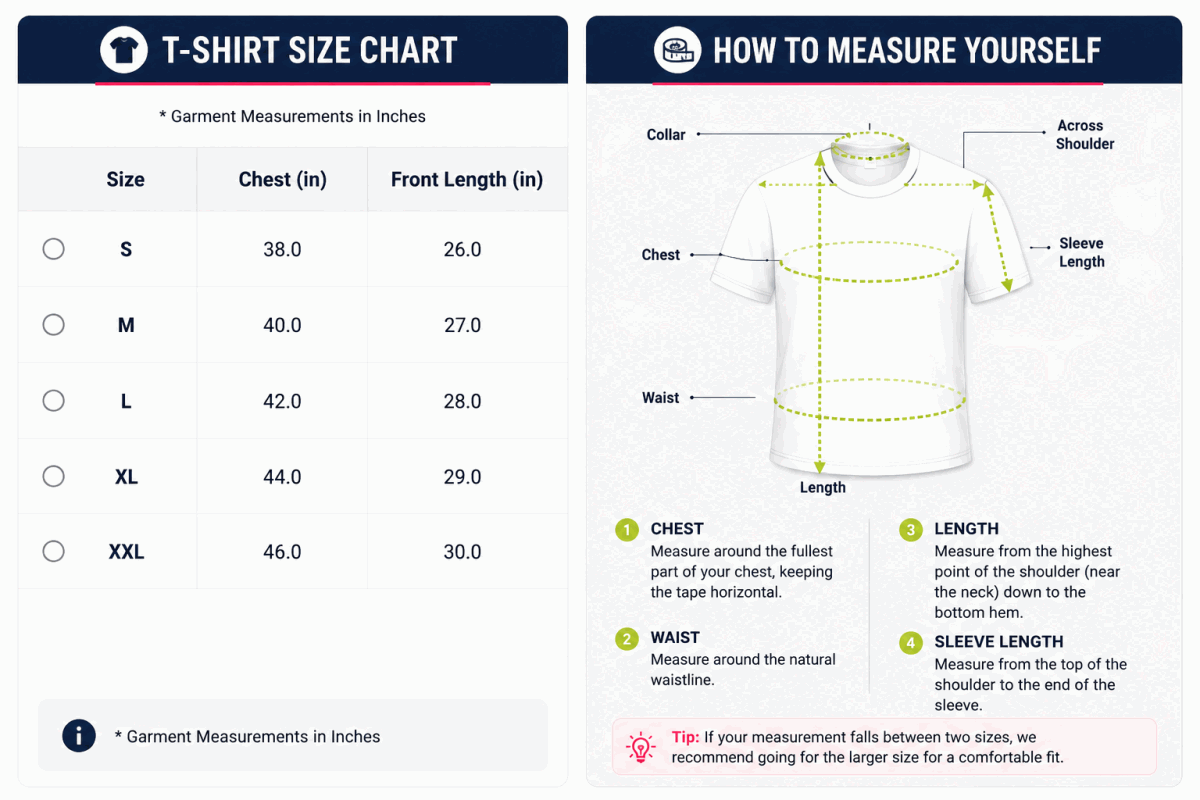 T-SHIRT SIZE CHART
* Garment Measurements in Inches
Size Chest (in) Front Length (in)
S 38.0 26.0
M 40.0 27.0
L 42.0 28.0
XL 44.0 29.0
XXL 46.0 30.0
i
* Garment Measurements in Inches
HOW TO MEASURE YOURSELF
Collar
Across
Shoulder
Chest
Sleeve
Length
Waist
Length
1 CHEST
Measure around the fullest
part of your chest, keeping
the tape horizontal.
2 WAIST
Measure around the natural
waistline.
3 LENGTH
Measure from the highest
point of the shoulder (near
the neck) down to the
bottom hem.
4 SLEEVE LENGTH
Measure from the top of the
shoulder to the end of the
sleeve.
Tip: If your measurement falls between two sizes, we
recommend going for the larger size for a comfortable fit.